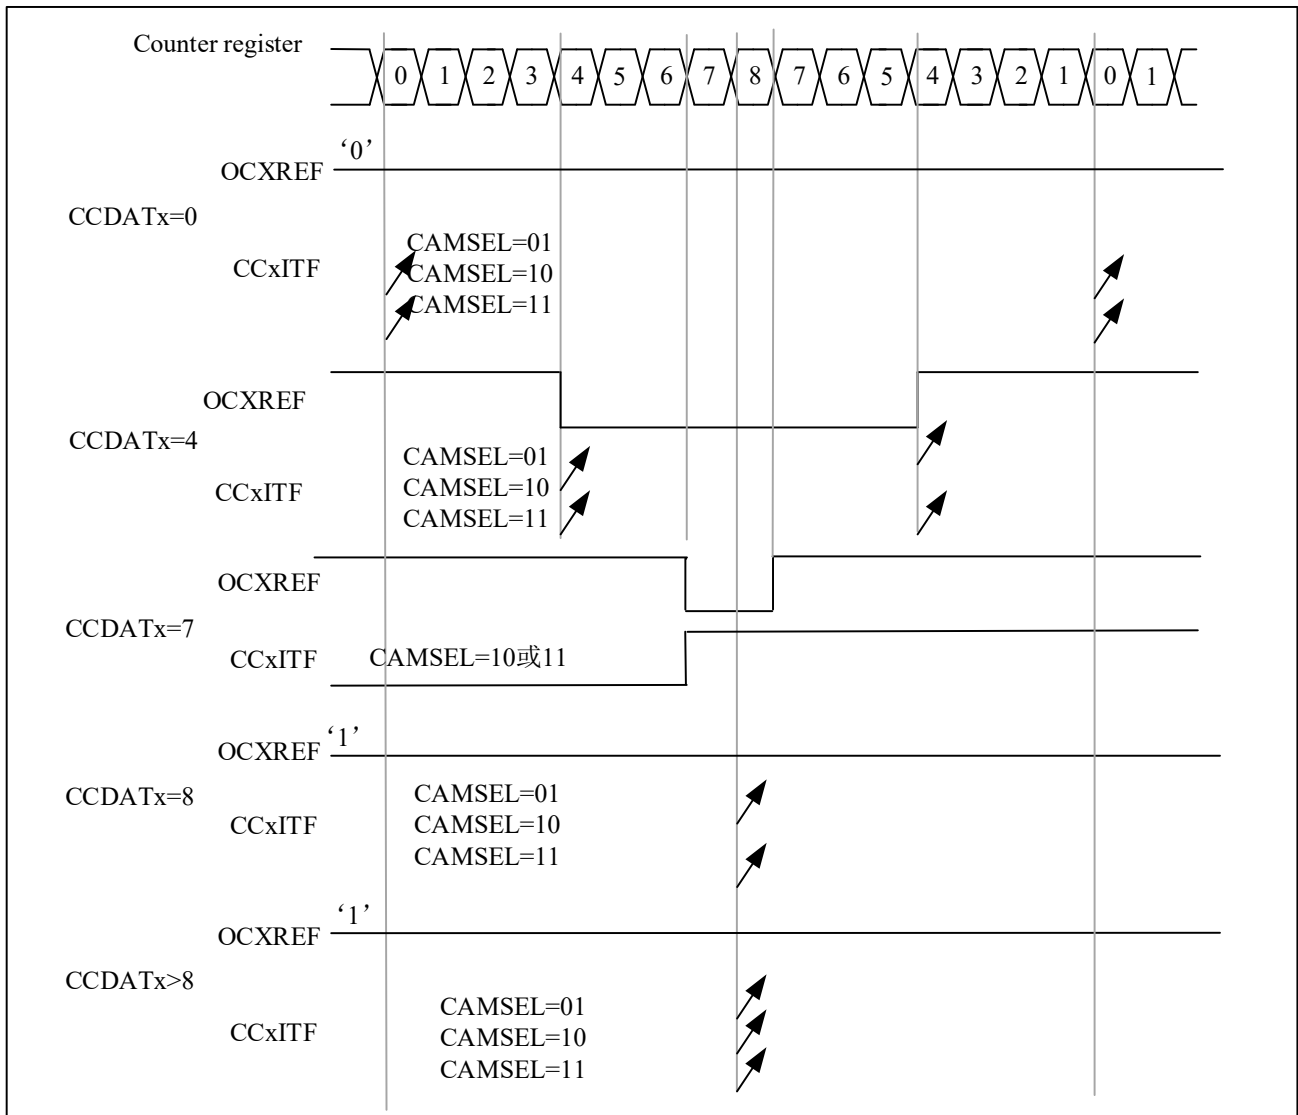 Counter register
0 1 2 3 4 5 6 7 8 7 6 5 4 3 2 1 0 1
‘0’
OCXREF
CCDATx=0
CAMSEL=01
CCxITF
CAMSEL=10
CAMSEL=11
OCXREF
CCDATx=4
CAMSEL=01
CAMSEL=10
CCxITF
CAMSEL=11
OCXREF
CCDATx=7
CCxITF
CAMSEL=10或11
‘1’
OCXREF
CCDATx=8
CAMSEL=01
CCxITF
CAMSEL=10
CAMSEL=11
‘1’
OCXREF
CCDATx>8
CAMSEL=01
CCxITF
CAMSEL=10
CAMSEL=11